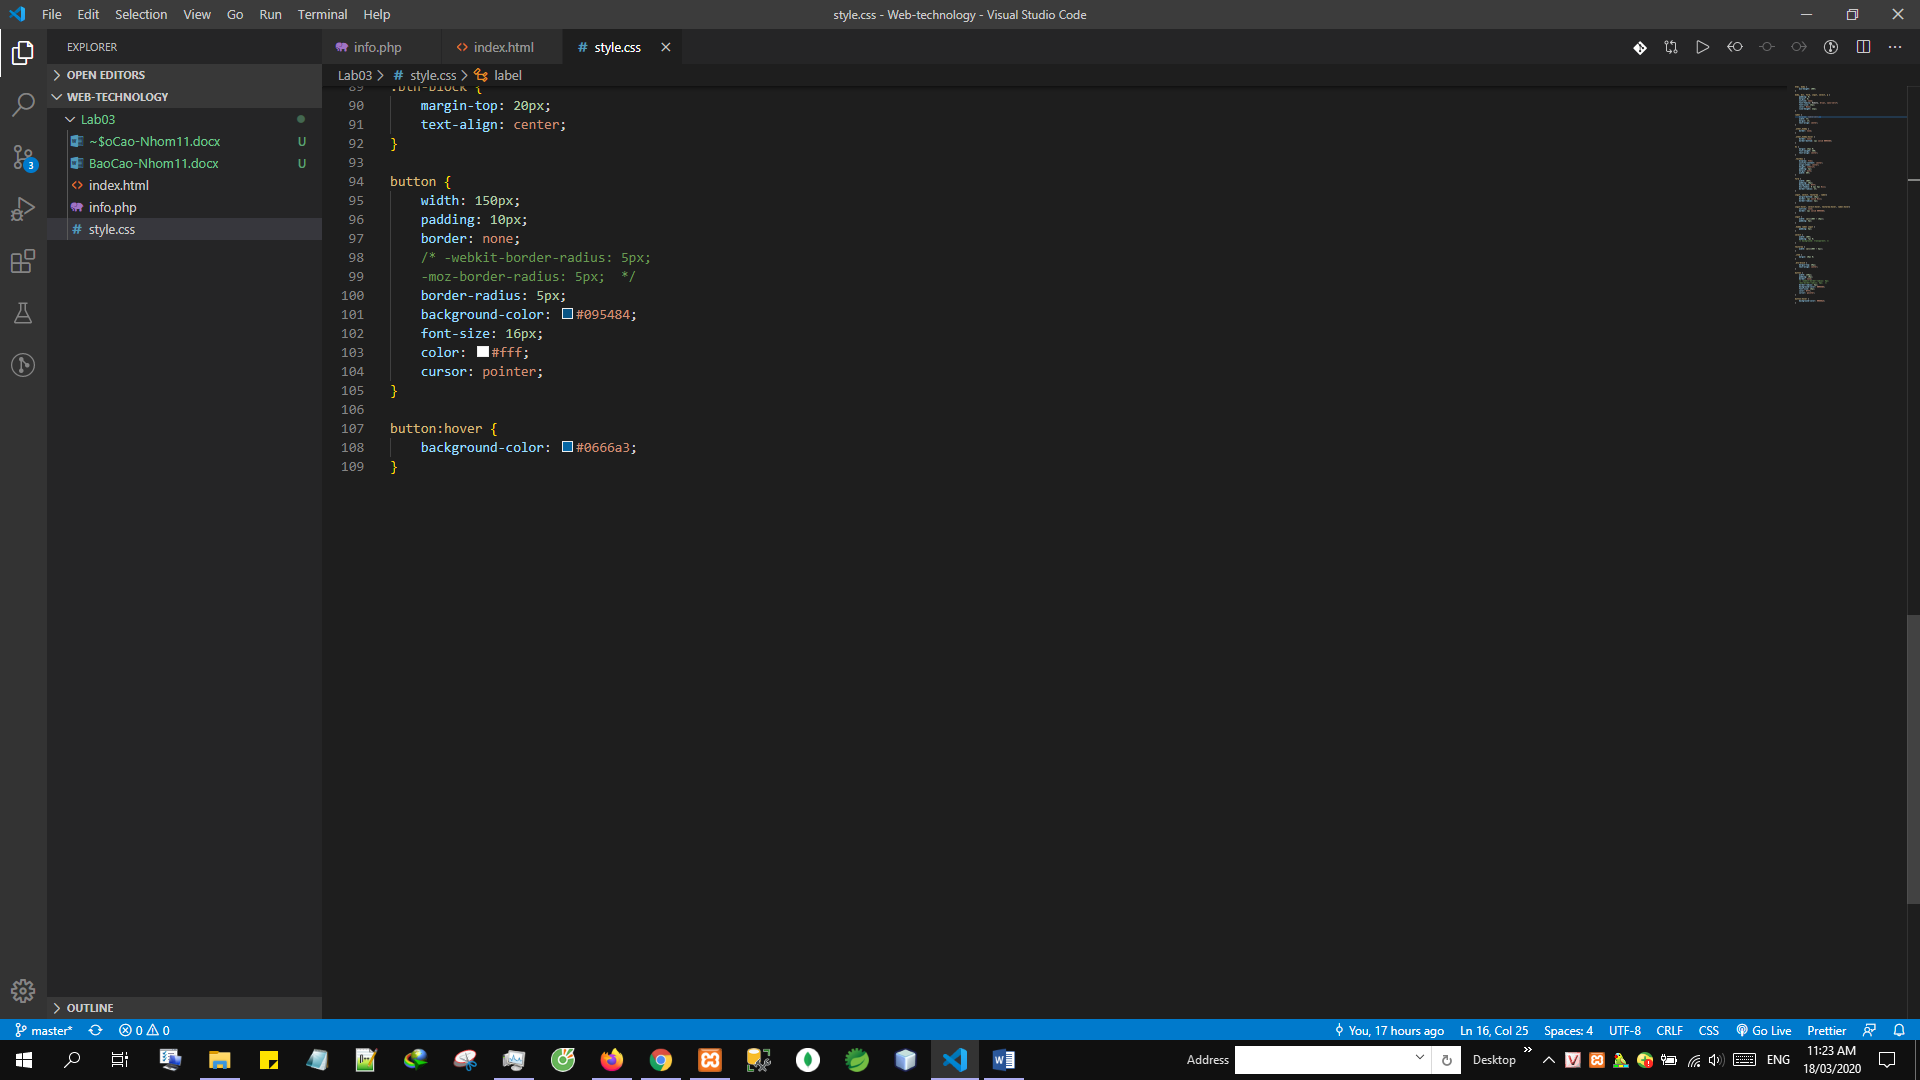 File Edit Selection View Go Run Terminal Help
style.css - Web-technology - Visual Studio Code
EXPLORER
OPEN EDITORS
WEB-TECHNOLOGY
Lab03
~$oCao-Nhom11.docx U
BaoCao-Nhom11.docx U
index.html
info.php
style.css
OUTLINE
3
info.php index.html style.css
Lab03 style.css label
89 .btn-block {
90 margin-top: 20px;
91 text-align: center;
92 }
93
94 button {
95 width: 150px;
96 padding: 10px;
97 border: none;
98 /* -webkit-border-radius: 5px;
99 -moz-border-radius: 5px; */
100 border-radius: 5px;
101 background-color: #095484;
102 font-size: 16px;
103 color: #fff;
104 cursor: pointer;
105 }
106
107 button:hover {
108 background-color: #0666a3;
109 }
master* 0 0 You, 17 hours ago Ln 16, Col 25 Spaces: 4 UTF-8 CRLF CSS Go Live Prettier
Address Desktop ENG 11:23 AM
18/03/2020